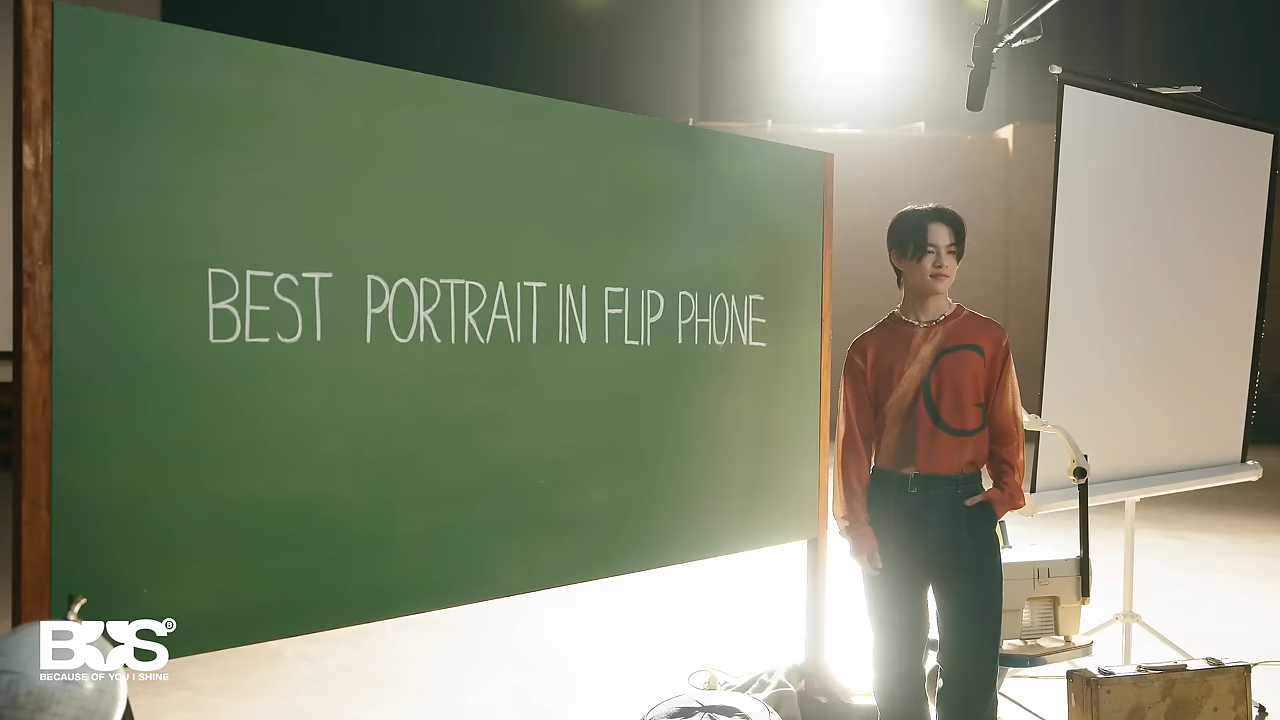 BEST PORTRAIT IN FLIP PHONE
G
BUS®
BECAUSE OF YOU I SHINE